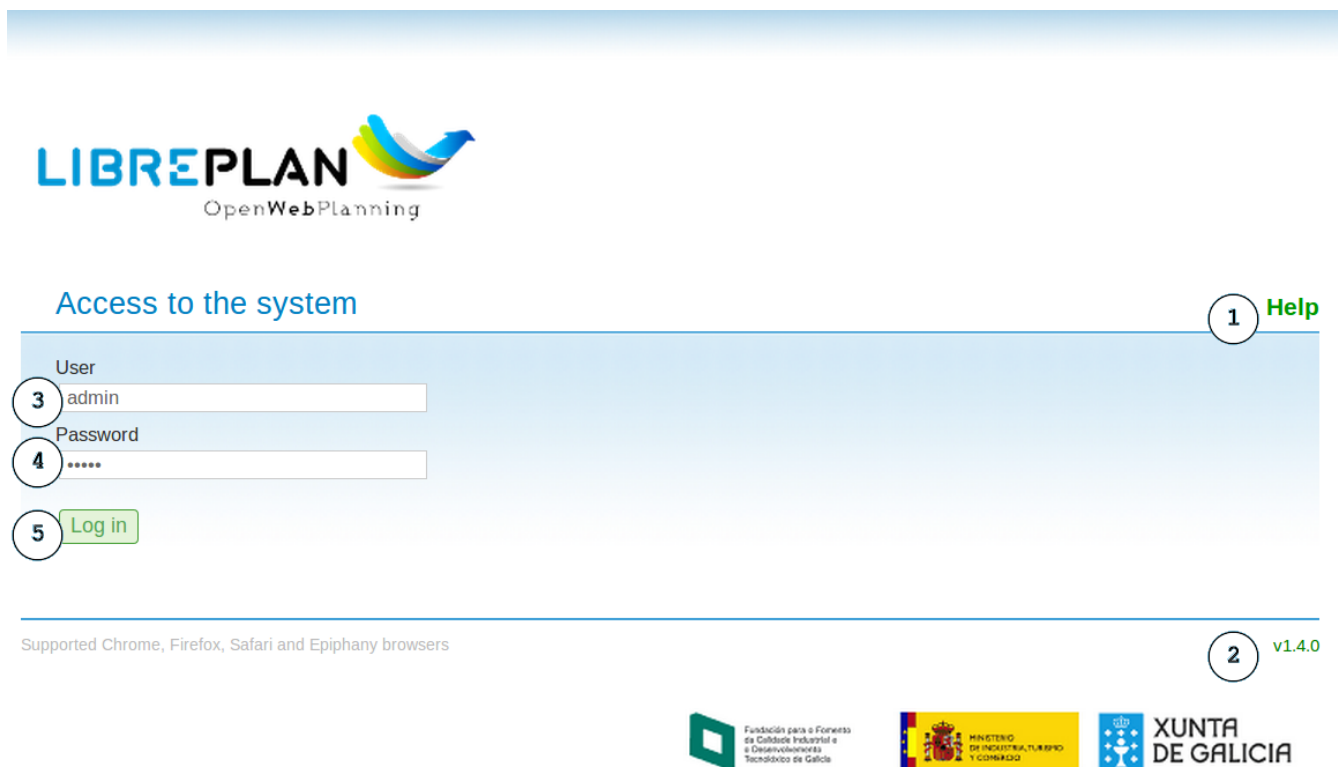 LIBREPLAN
OpenWebPlanning
Access to the system
1
Help
User
3
admin
Password
4
•••••
5
Log in
Supported Chrome, Firefox, Safari and Epiphany browsers
2
v1.4.0
Fundación para o Fomento
da Calidade Industrial e
o Desenvolvemento
Tecnolóxico de Galicia
MINISTERIO
DE INDUSTRIA, TURISMO
Y COMERCIO
XUNTA
DE GALICIA